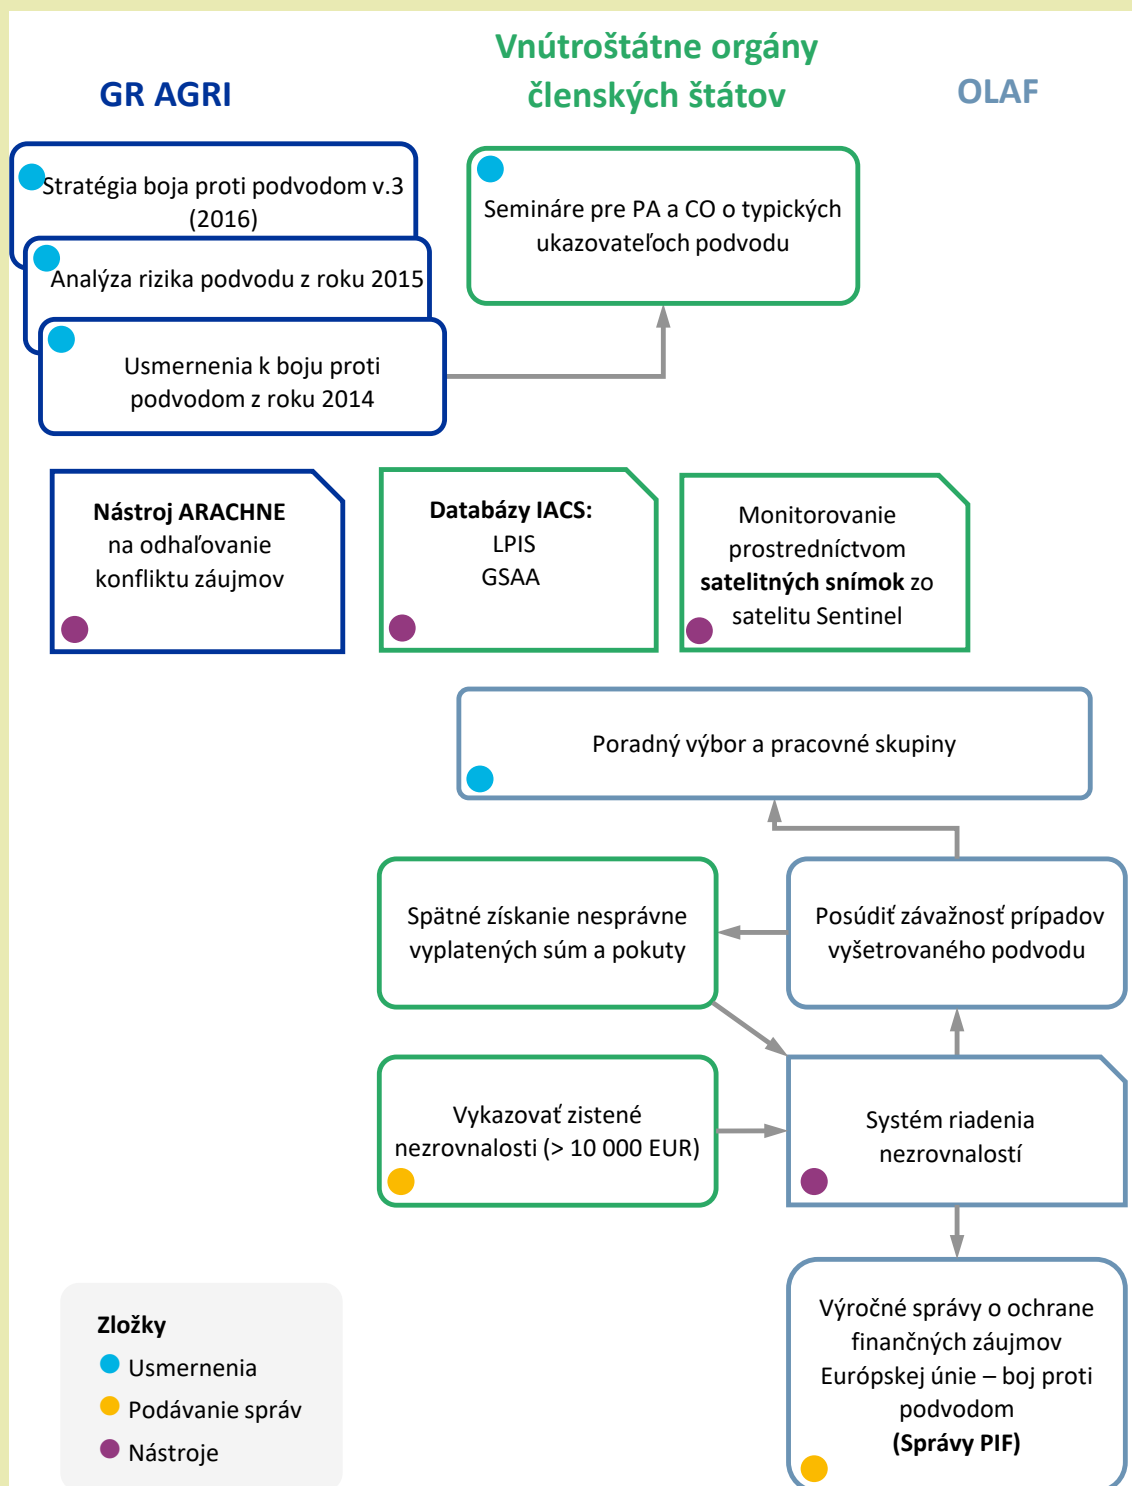 GR AGRI
Vnútroštátne orgány
členských štátov
OLAF
Stratégia boja proti podvodom v.3
(2016)
Analýza rizika podvodu z roku 2015
Usmernenia k boju proti
podvodom z roku 2014
Semináre pre PA a CO o typických
ukazovateľoch podvodu
Nástroj ARACHNE
na odhaľovanie
konfliktu záujmov
Databázy IACS:
LPIS
GSAA
Monitorovanie
prostredníctvom
satelitných snímok zo
satelitu Sentinel
Poradný výbor a pracovné skupiny
Spätné získanie nesprávne
vyplatených súm a pokuty
Posúdiť závažnosť prípadov
vyšetrovaného podvodu
Vykazovať zistené
nezrovnalosti (> 10 000 EUR)
Systém riadenia
nezrovnalostí
Výročné správy o ochrane
finančných záujmov
Európskej únie – boj proti
podvodom
(Správy PIF)
Zložky
Usmernenia
Podávanie správ
Nástroje